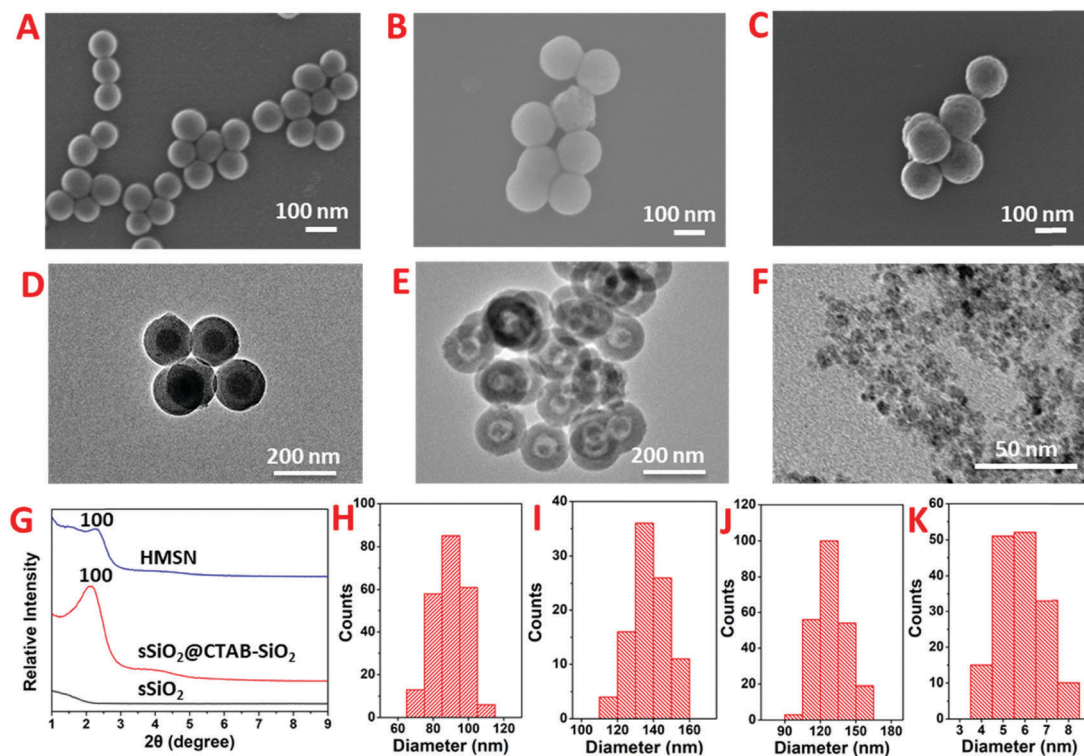 A
B
C
100 nm
100 nm
100 nm
D
E
F
200 nm
200 nm
50 nm
G
100
HMSN
100
sSiO₂@CTAB-SiO₂
sSiO₂
Relative Intensity
1 2 3 4 5 6 7 8 9
2θ (degree)
H
100
80
60
40
20
0
Counts
60 80 100 120
Diameter (nm)
I
40
30
20
10
0
Counts
100 120 140 160
Diameter (nm)
J
120
100
80
60
40
20
0
Counts
90 120 150 180
Diameter (nm)
K
60
50
40
30
20
10
0
Counts
3 4 5 6 7 8
Diameter (nm)